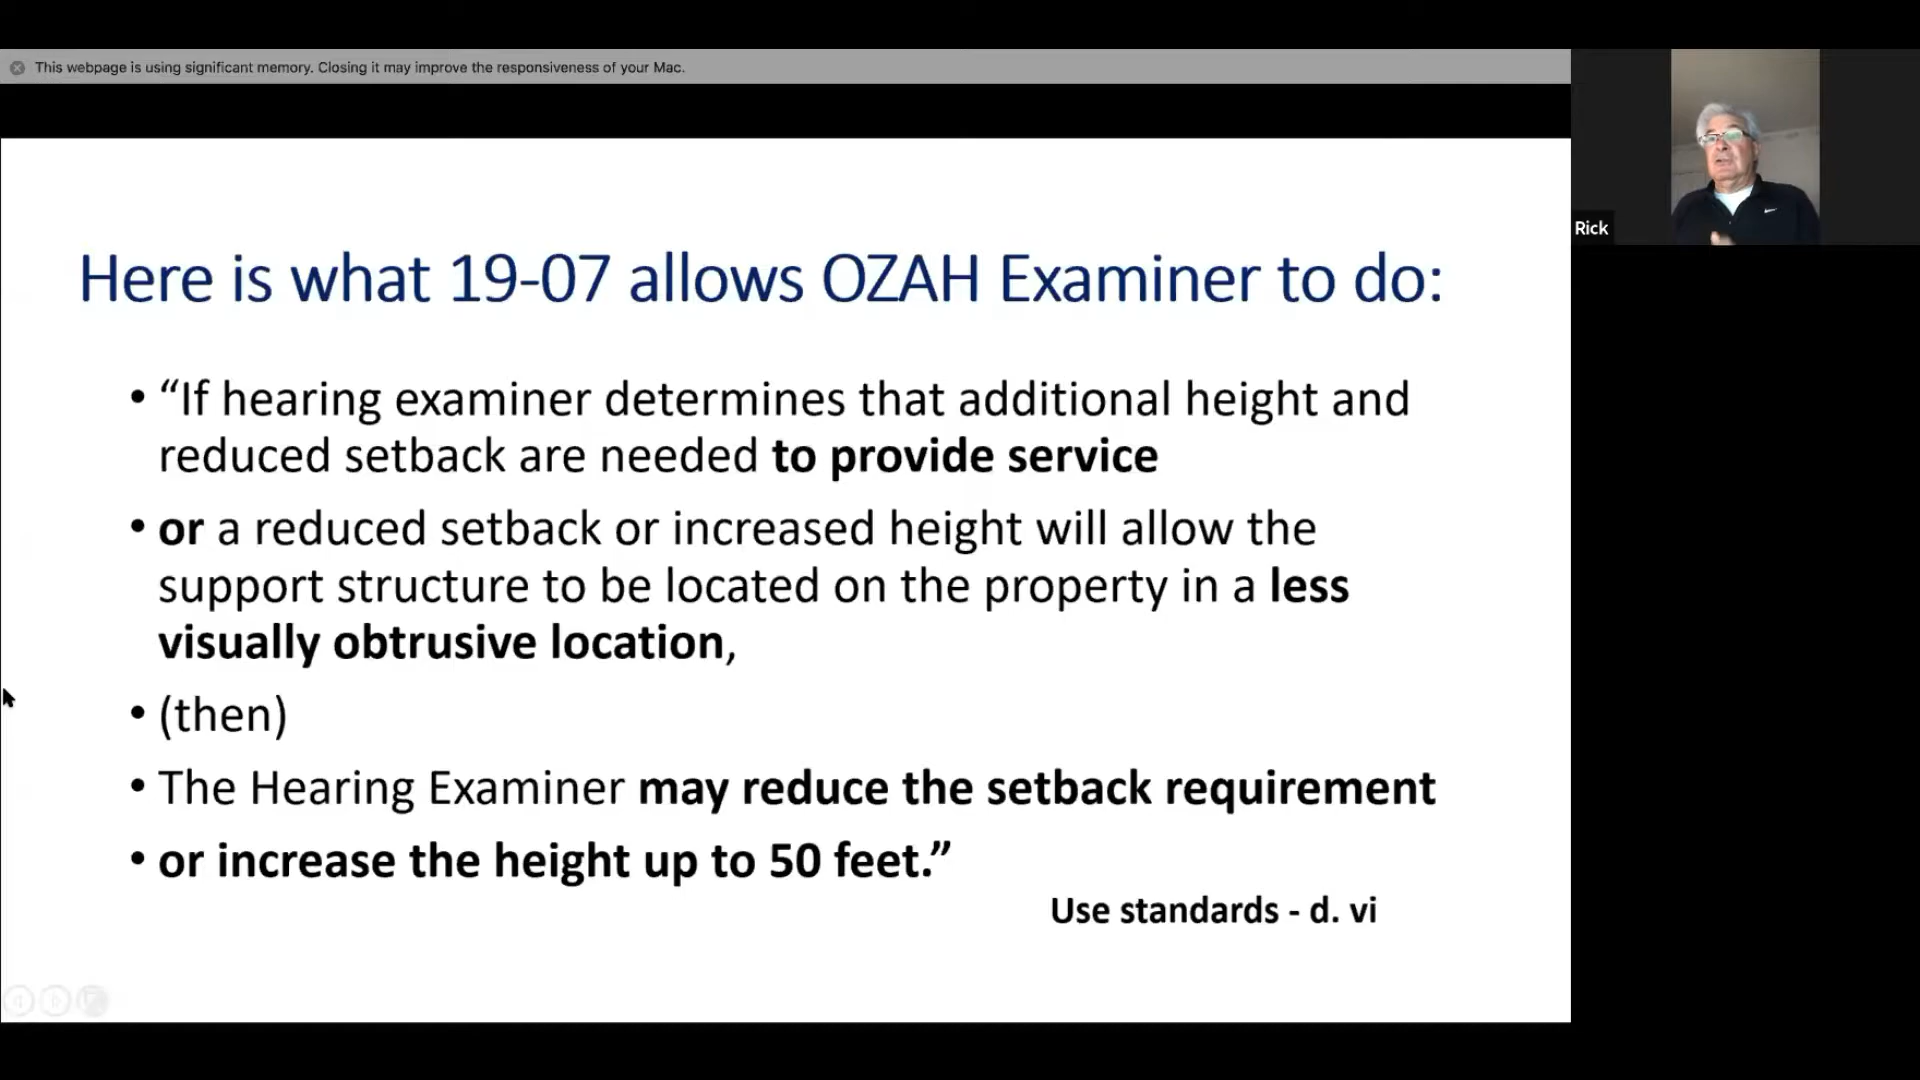 This webpage is using significant memory. Closing it may improve the responsiveness of your Mac.
Rick
Here is what 19-07 allows OZAH Examiner to do:
• “If hearing examiner determines that additional height and
reduced setback are needed to provide service
• or a reduced setback or increased height will allow the
support structure to be located on the property in a less
visually obtrusive location,
• (then)
• The Hearing Examiner may reduce the setback requirement
• or increase the height up to 50 feet.”
Use standards - d. vi